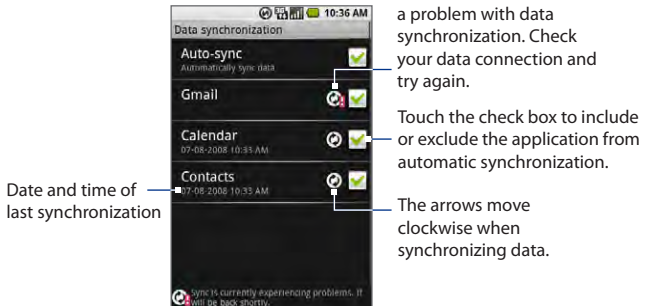 10:36 AM
Data synchronization
Auto-sync
Automatically sync data
Gmail
Calendar
07-08-2008 10:35 AM
Contacts
07-08-2008 10:33 AM
Sync is currently experiencing problems. It
will be back shortly.
Date and time of
last synchronization
a problem with data
synchronization. Check
your data connection and
try again.
Touch the check box to include
or exclude the application from
automatic synchronization.
The arrows move
clockwise when
synchronizing data.